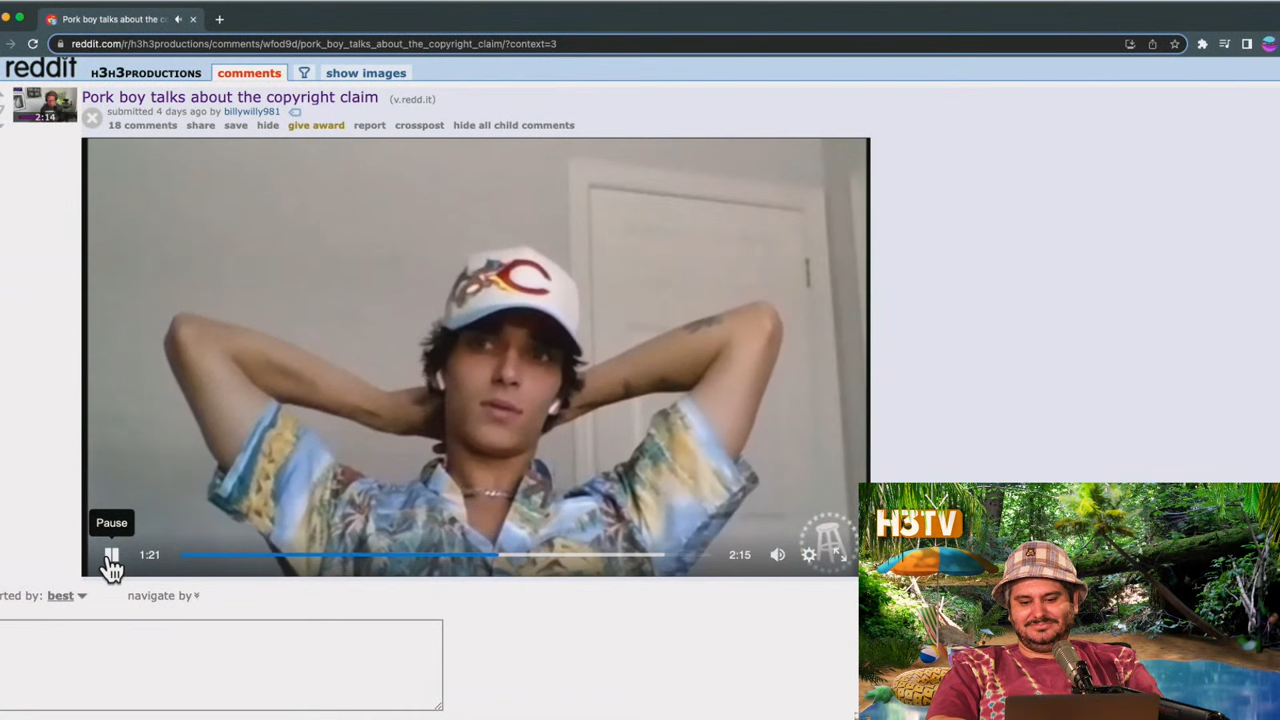 Pork boy talks about the co
reddit.com/r/h3h3productions/comments/wfod9d/pork_boy_talks_about_the_copyright_claim/?context=3
reddit
H3H3PRODUCTIONS
comments
show images
Pork boy talks about the copyright claim (v.redd.it)
submitted 4 days ago by billywilly981
2:14
18 comments share save hide give award report crosspost hide all child comments
C
Pause
1:21
2:15
H3TV
rted by: best
navigate by